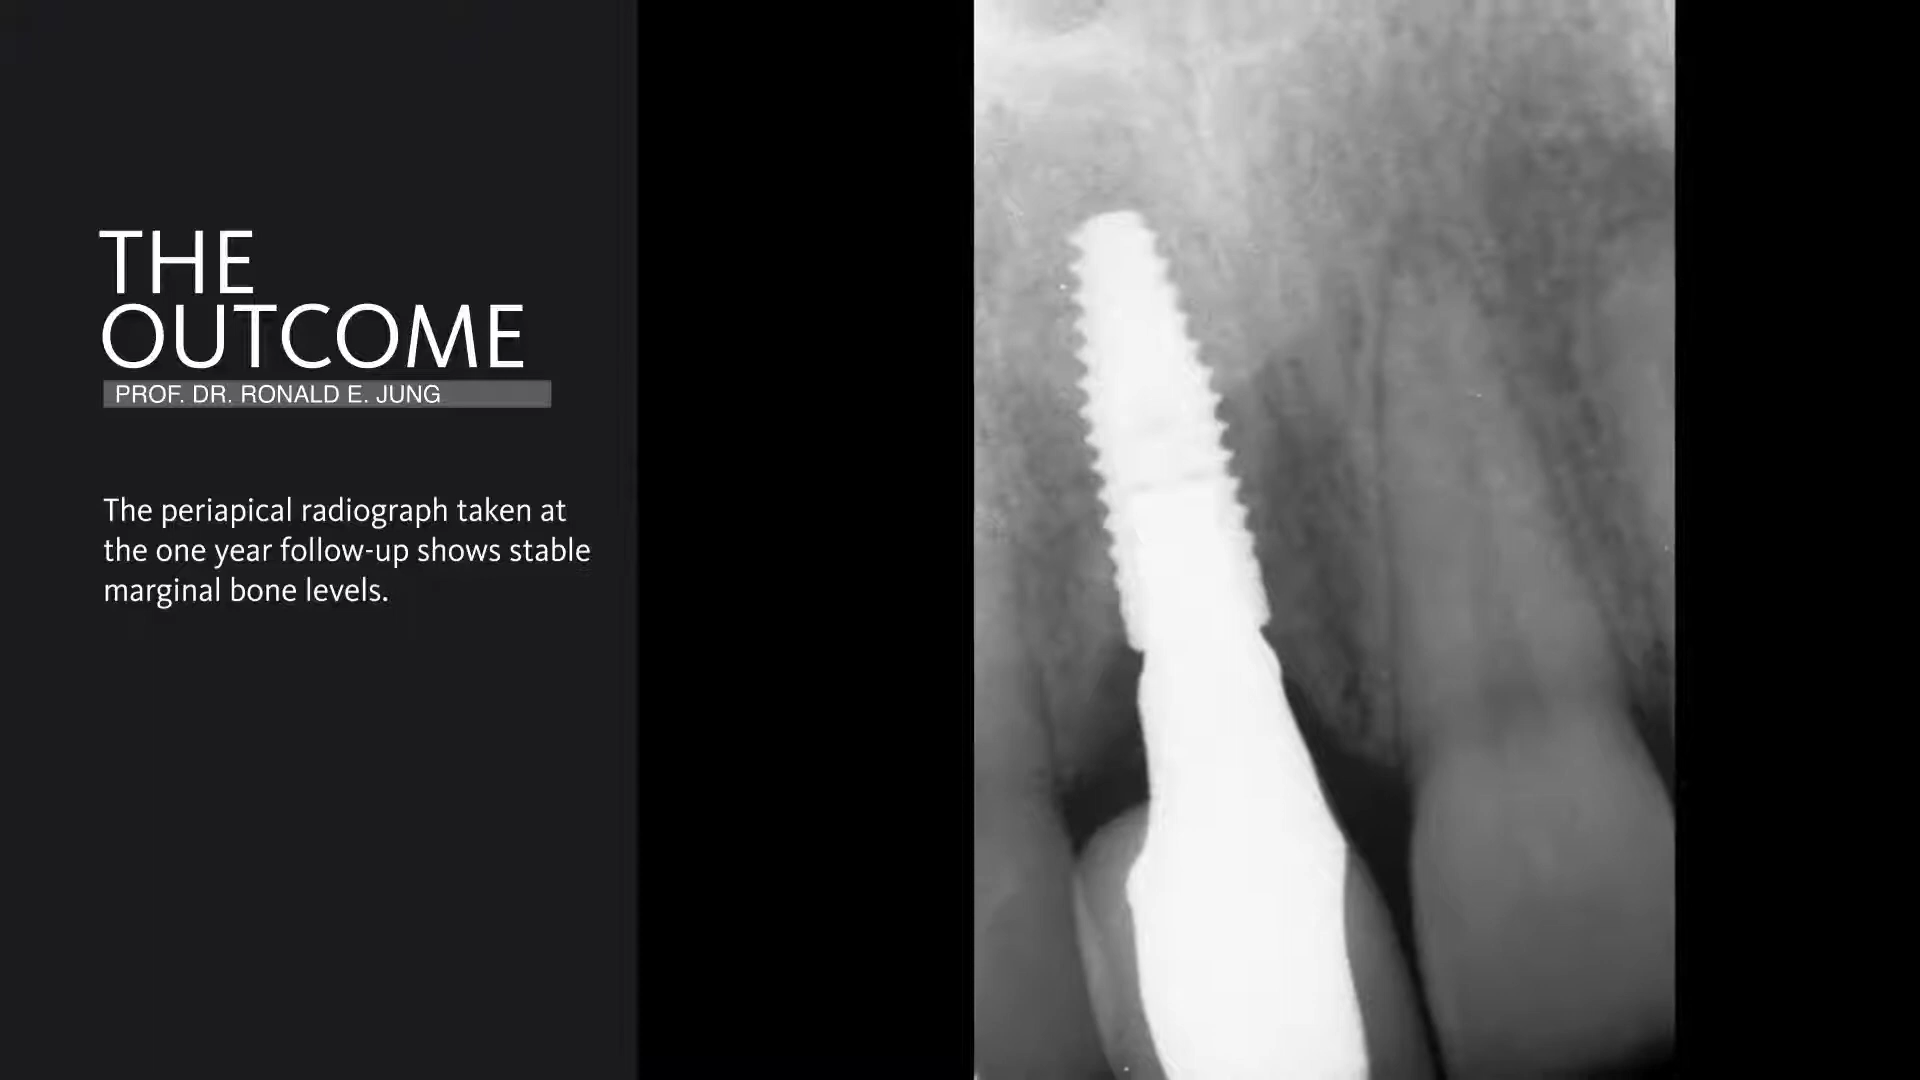 THE
OUTCOME
PROF. DR. RONALD E. JUNG
The periapical radiograph taken at
the one year follow-up shows stable
marginal bone levels.